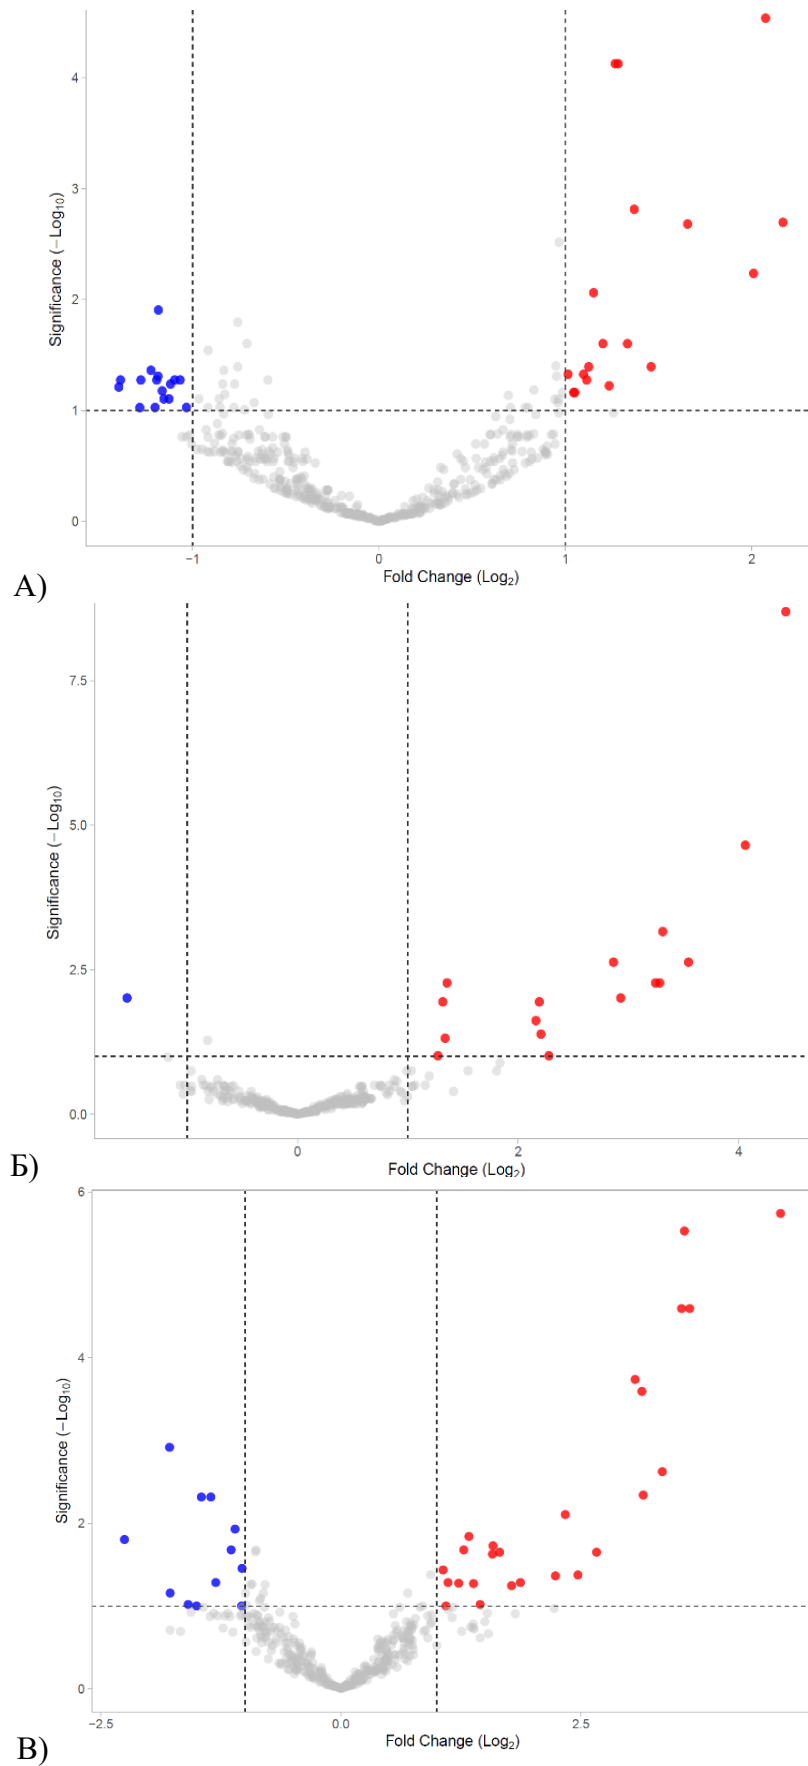 4
3
2
1
0
Significance (−Log10)
−1
0
1
2
Fold Change (Log2)
А)
7.5
5.0
2.5
0.0
Significance (−Log10)
0
2
4
Fold Change (Log2)
Б)
6
4
2
0
Significance (−Log10)
−2.5
0.0
2.5
Fold Change (Log2)
В)